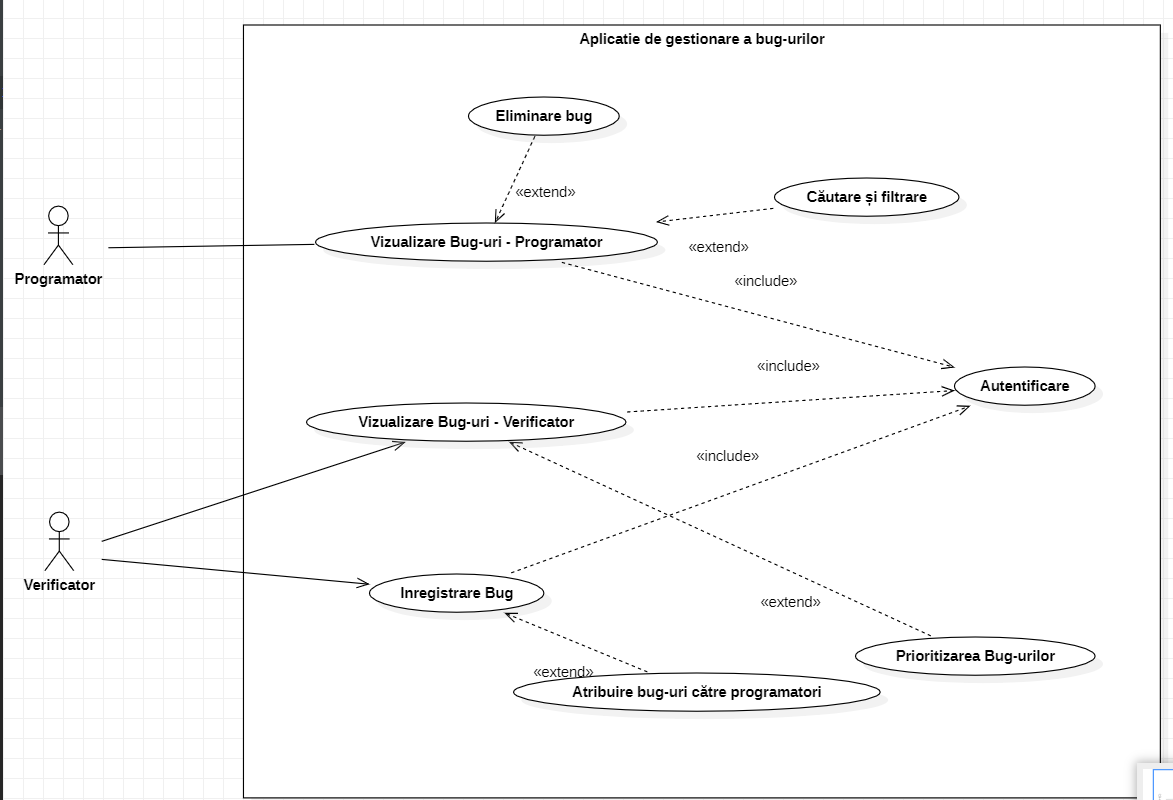 Aplicatie de gestionare a bug-urilor
Eliminare bug
«extend»
Căutare și filtrare
Vizualizare Bug-uri - Programator
«extend»
Programator
«include»
«include»
Autentificare
Vizualizare Bug-uri - Verificator
«include»
Verificator
Inregistrare Bug
«extend»
Prioritizarea Bug-urilor
«extend»
Atribuire bug-uri către programatori